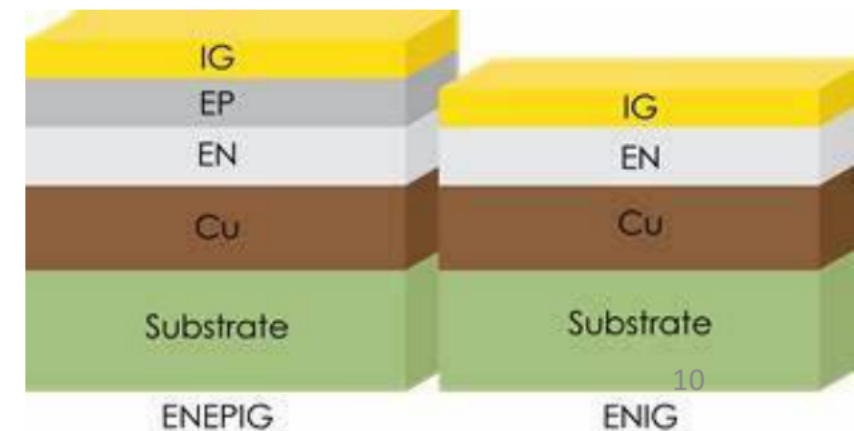 IG
EP
EN
Cu
Substrate
ENEPIG
IG
EN
Cu
Substrate
10
ENIG